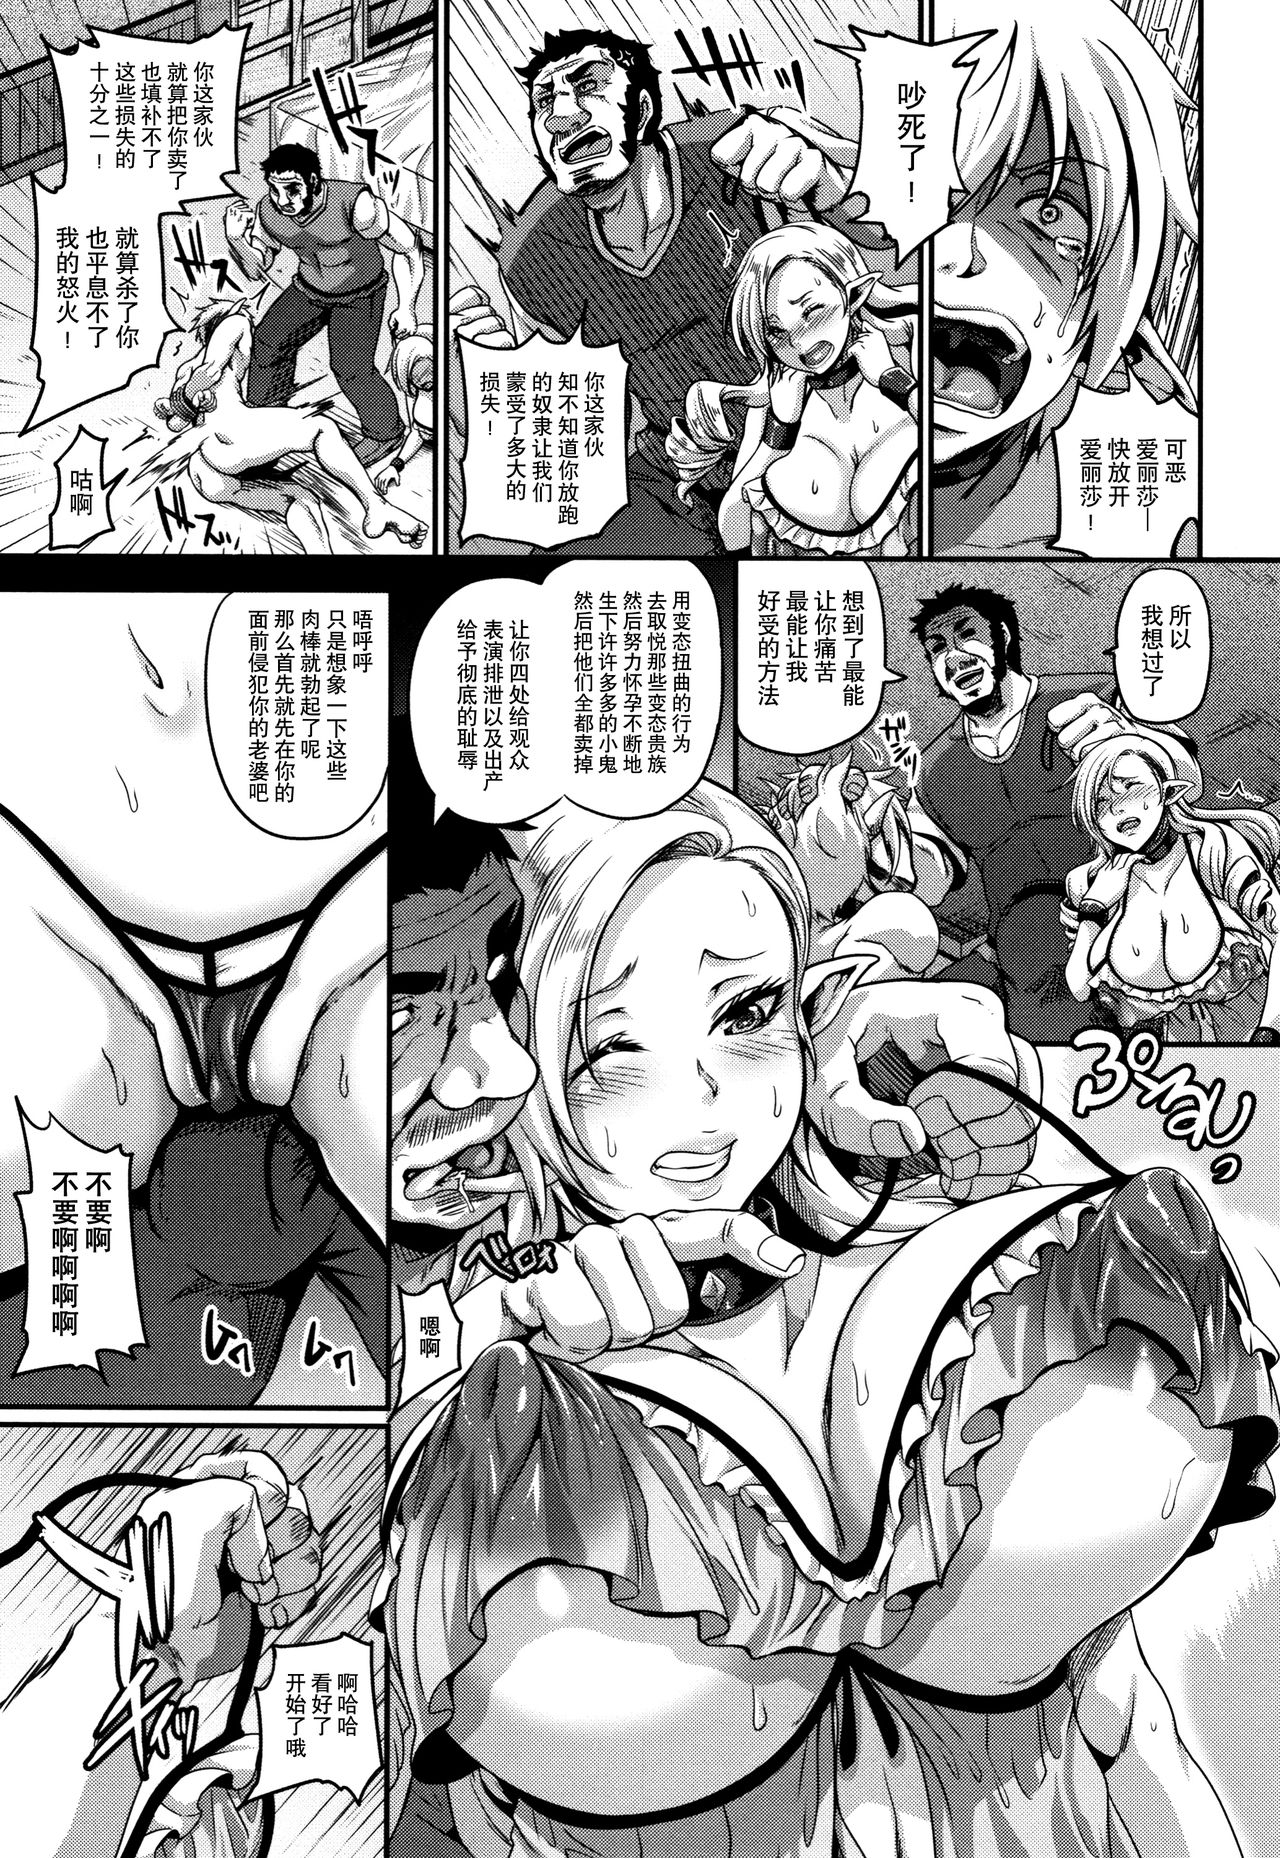 可恶
爱丽莎—
快放开
爱丽莎！
吵死了！
你这家伙
知不知道你放跑
的奴隶让我们
蒙受了多大的
损失！
你这家伙
就算把你卖了
也填补不了
这些损失的
十分之一！
就算杀了你
也平息不了
我的怒火！
咕啊
所以
我想过了
想到了最能
让你痛苦
最能让我
好受的方法
用变态扭曲的行为
去取悦那些变态贵族
然后努力怀孕不断地
生下许许多多的小鬼
然后把他们全都卖掉
让你四处给观众
表演排泄以及出产
给予彻底的耻辱
唔呼呼
只是想象一下这些
肉棒就勃起了呢
那么首先就先在你的
面前侵犯你的老婆吧
ベロォ
嗯啊
不要啊
不要啊啊啊啊
啊哈哈
看好了
开始了哦